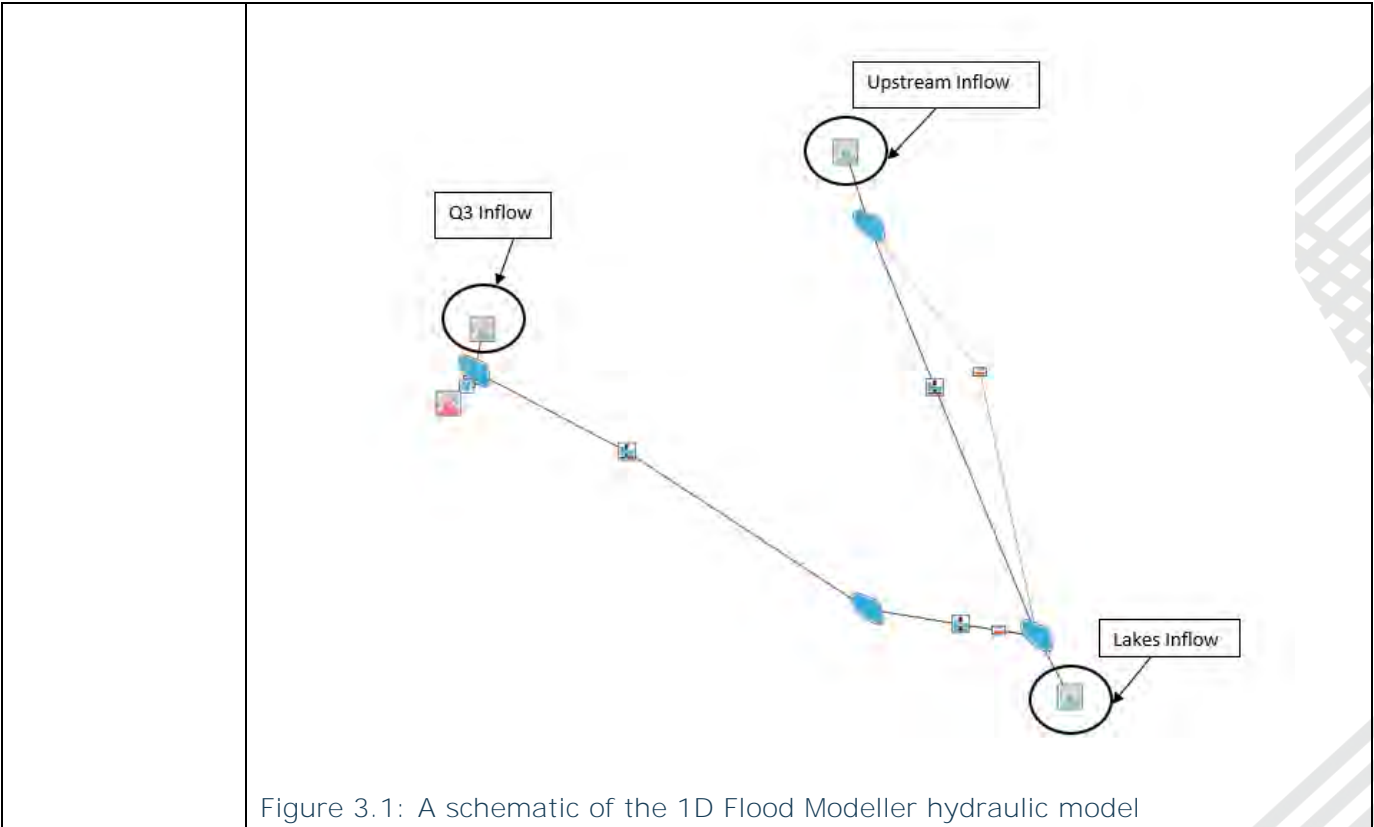 Upstream Inflow
Q3 Inflow
Lakes Inflow
Figure 3.1: A schematic of the 1D Flood Modeller hydraulic model